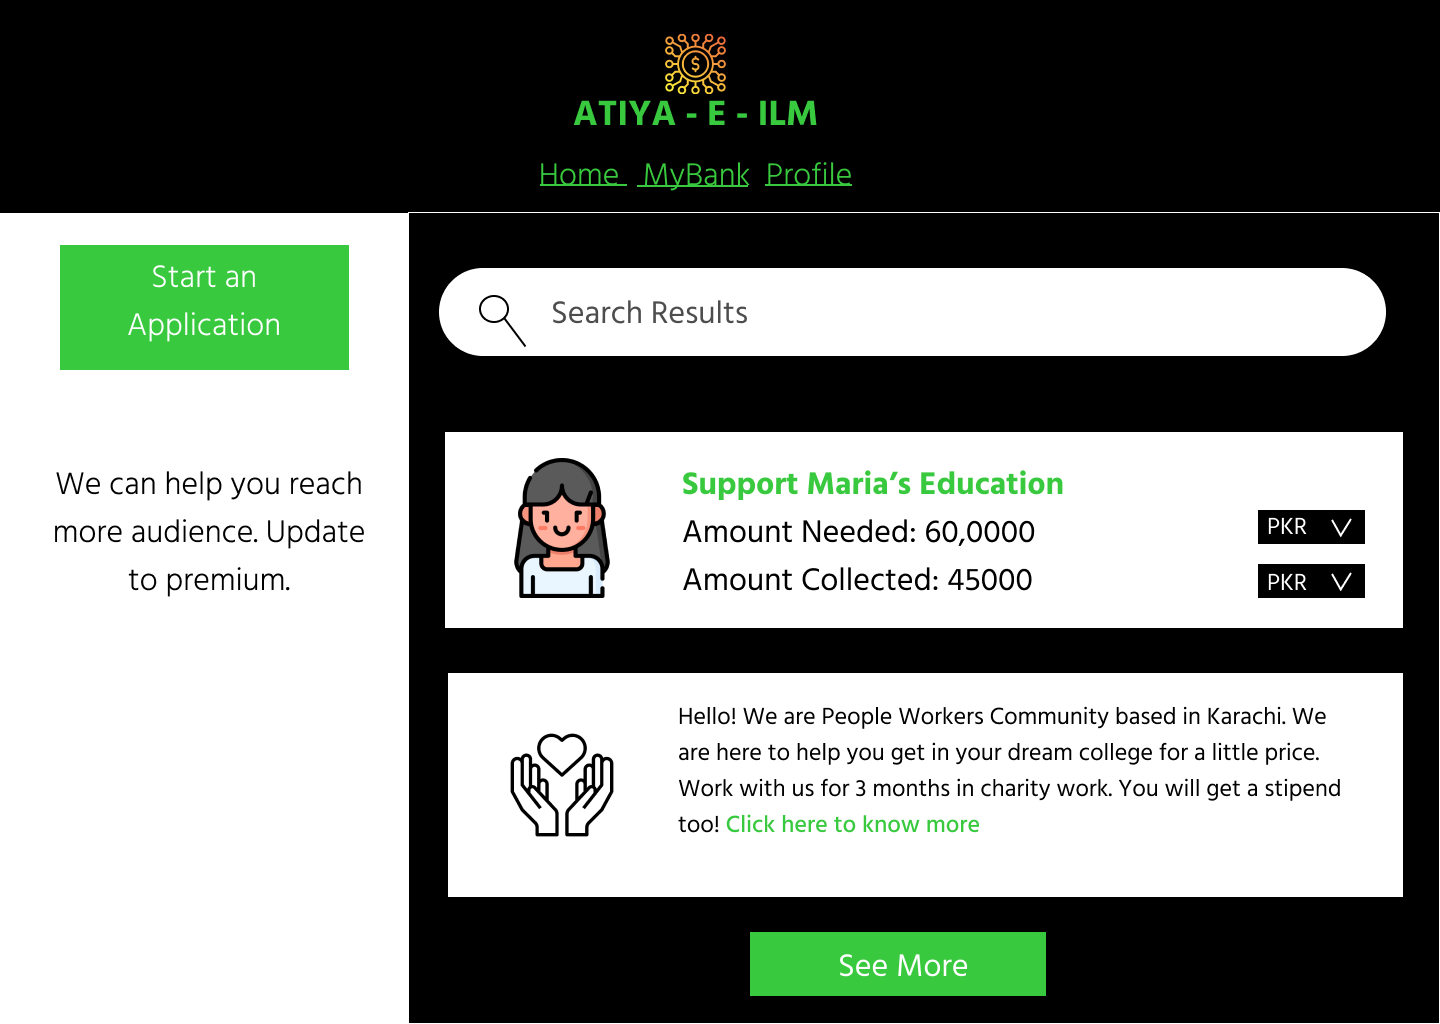 $
ATIYA - E - ILM
Home MyBank Profile
Start an
Application
We can help you reach
more audience. Update
to premium.
Search Results
Support Maria’s Education
Amount Needed: 60,0000
PKR
Amount Collected: 45000
PKR
Hello! We are People Workers Community based in Karachi. We
are here to help you get in your dream college for a little price.
Work with us for 3 months in charity work. You will get a stipend
too! Click here to know more
See More